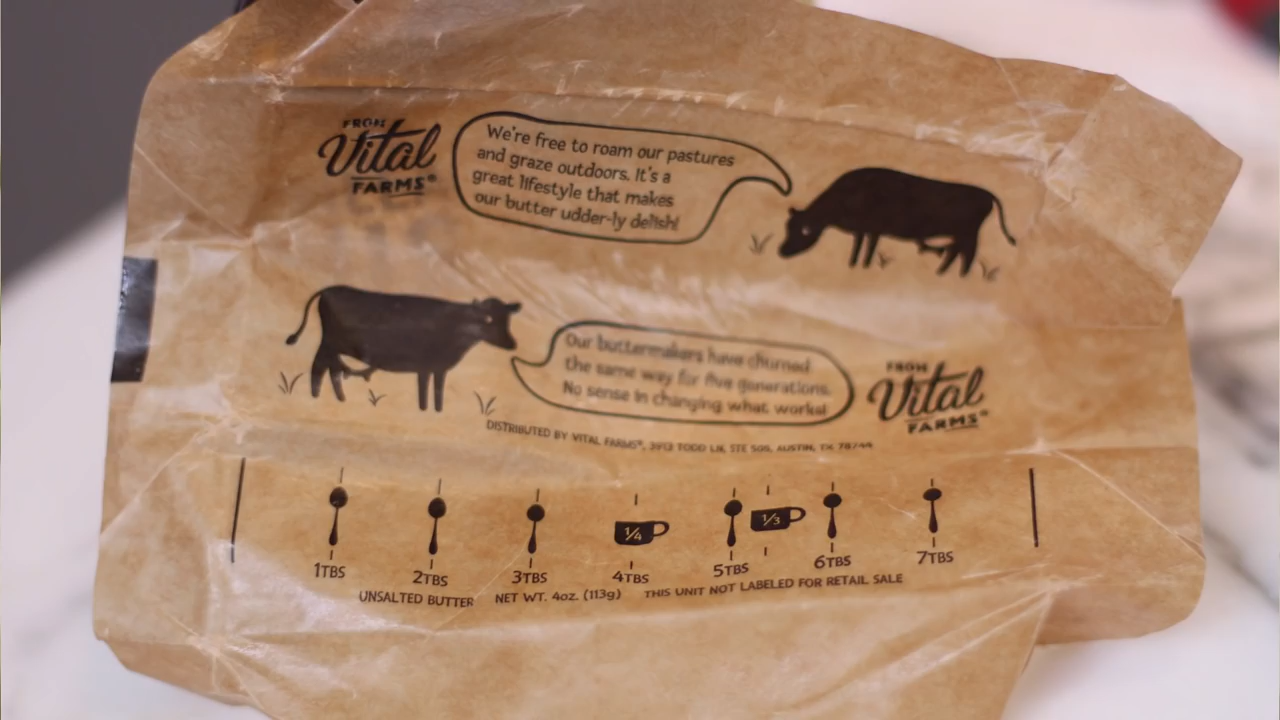 FROM
Vital
FARMS®
We're free to roam our pastures
and graze outdoors. It's a
great lifestyle that makes
our butter udder-ly delish!
Our buttermakers have churned
the same way for five generations.
No sense in changing what works!
FROM
Vital
FARMS®
DISTRIBUTED BY VITAL FARMS®, 3913 TODD LN, STE 505, AUSTIN, TX 78744
1/4
1/3
1TBS 2TBS 3TBS 4TBS 5TBS 6TBS 7TBS
UNSALTED BUTTER NET WT. 4oz. (113g) THIS UNIT NOT LABELED FOR RETAIL SALE